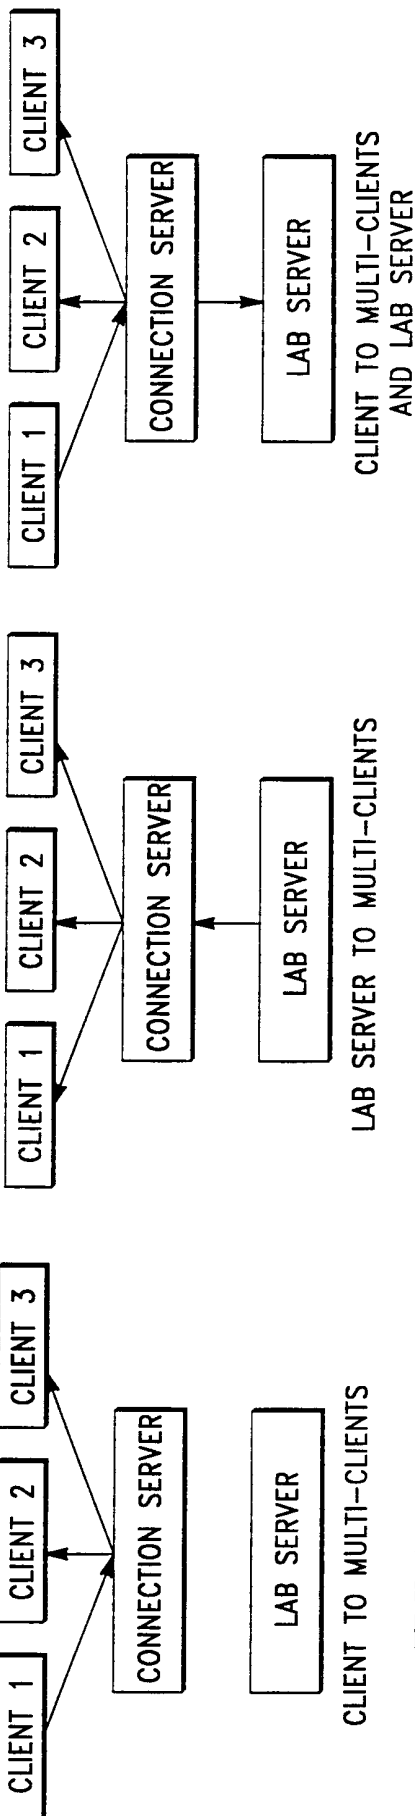 CLIENT 1
CLIENT 2
CLIENT 3
CONNECTION SERVER
LAB SERVER
CLIENT TO MULTI-CLIENTS
CLIENT 1
CLIENT 2
CLIENT 3
CONNECTION SERVER
LAB SERVER
LAB SERVER TO MULTI-CLIENTS
CLIENT 1
CLIENT 2
CLIENT 3
CONNECTION SERVER
LAB SERVER
CLIENT TO MULTI-CLIENTS
AND LAB SERVER